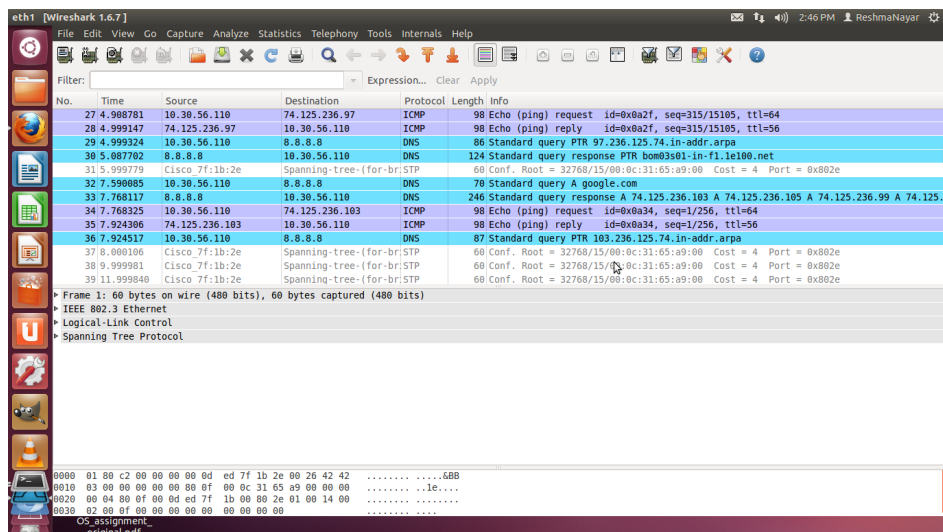 eth1 [Wireshark 1.6.7 ] 2:46 PM ReshmaNayar
File Edit View Go Capture Analyze Statistics Telephony Tools Internals Help
Filter: Expression... Clear Apply
No. Time Source Destination Protocol Length Info
27 4.908781 10.30.56.110 74.125.236.97 ICMP 98 Echo (ping) request id=0x0a2f, seq=315/15105, ttl=64
28 4.999147 74.125.236.97 10.30.56.110 ICMP 98 Echo (ping) reply id=0x0a2f, seq=315/15105, ttl=56
29 4.999324 10.30.56.110 8.8.8.8 DNS 86 Standard query PTR 97.236.125.74.in-addr.arpa
30 5.087702 8.8.8.8 10.30.56.110 DNS 124 Standard query response PTR bom03s01-in-f1.1e100.net
31 5.999779 Cisco_7f:1b:2e Spanning-tree-(for-br: STP 60 Conf. Root = 32768/15/00:0c:31:65:a9:00 Cost = 4 Port = 0x802e
32 7.590085 10.30.56.110 8.8.8.8 DNS 70 Standard query A google.com
33 7.768117 8.8.8.8 10.30.56.110 DNS 246 Standard query response A 74.125.236.103 A 74.125.236.105 A 74.125.236.99 A 74.125.
34 7.768325 10.30.56.110 74.125.236.103 ICMP 98 Echo (ping) request id=0x0a34, seq=1/256, ttl=64
35 7.924306 74.125.236.103 10.30.56.110 ICMP 98 Echo (ping) reply id=0x0a34, seq=1/256, ttl=56
36 7.924517 10.30.56.110 8.8.8.8 DNS 87 Standard query PTR 103.236.125.74.in-addr.arpa
37 8.000106 Cisco_7f:1b:2e Spanning-tree-(for-br: STP 60 Conf. Root = 32768/15/00:0c:31:65:a9:00 Cost = 4 Port = 0x802e
38 9.999981 Cisco_7f:1b:2e Spanning-tree-(for-br: STP 60 Conf. Root = 32768/15/00:0c:31:65:a9:00 Cost = 4 Port = 0x802e
39 11.999840 Cisco 7f:1b:2e Spanning-tree-(for-br: STP 60 Conf. Root = 32768/15/00:0c:31:65:a9:00 Cost = 4 Port = 0x802e
Frame 1: 60 bytes on wire (480 bits), 60 bytes captured (480 bits)
IEEE 802.3 Ethernet
Logical-Link Control
Spanning Tree Protocol
0000 01 80 c2 00 00 00 00 0d ed 7f 1b 2e 00 26 42 42 ........ .....&BB
0010 03 00 00 00 00 00 80 0f 00 0c 31 65 a9 00 00 00 ........ ..1e....
0020 00 04 80 0f 00 0d ed 7f 1b 00 80 2e 01 00 14 00 ........ ........
0030 02 00 0f 00 00 00 00 00 00 00 00 00 ........ ....
OS_assignment_
original.pdf